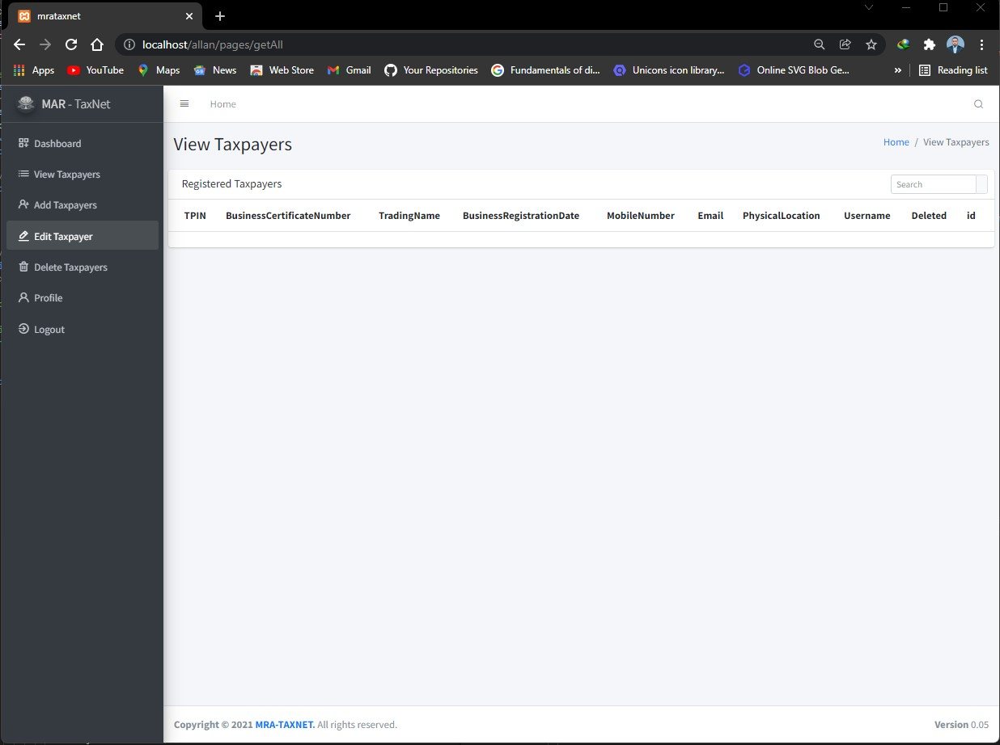 mrataxnet
localhost/allan/pages/getAll
Apps YouTube Maps News Web Store Gmail Your Repositories Fundamentals of di... Unicons icon library... Online SVG Blob Ge... » Reading list
MAR - TaxNet
Home
Dashboard
View Taxpayers
Add Taxpayers
Edit Taxpayer
Delete Taxpayers
Profile
Logout
View Taxpayers
Home / View Taxpayers
Registered Taxpayers
Search
TPIN BusinessCertificateNumber TradingName BusinessRegistrationDate MobileNumber Email PhysicalLocation Username Deleted id
Copyright © 2021 MRA-TAXNET. All rights reserved.
Version 0.05